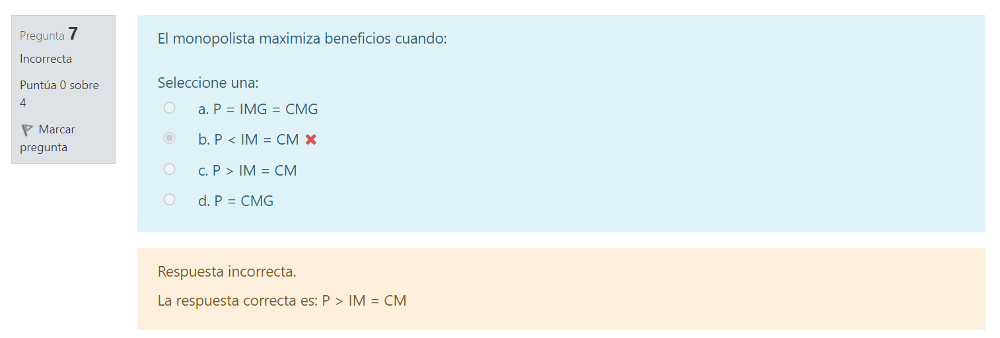 Pregunta 7
Incorrecta
Puntúa 0 sobre
4
Marcar
pregunta
El monopolista maximiza beneficios cuando:
Seleccione una:
a. P = IMG = CMG
b. P < IM = CM
c. P > IM = CM
d. P = CMG
Respuesta incorrecta.
La respuesta correcta es: P > IM = CM